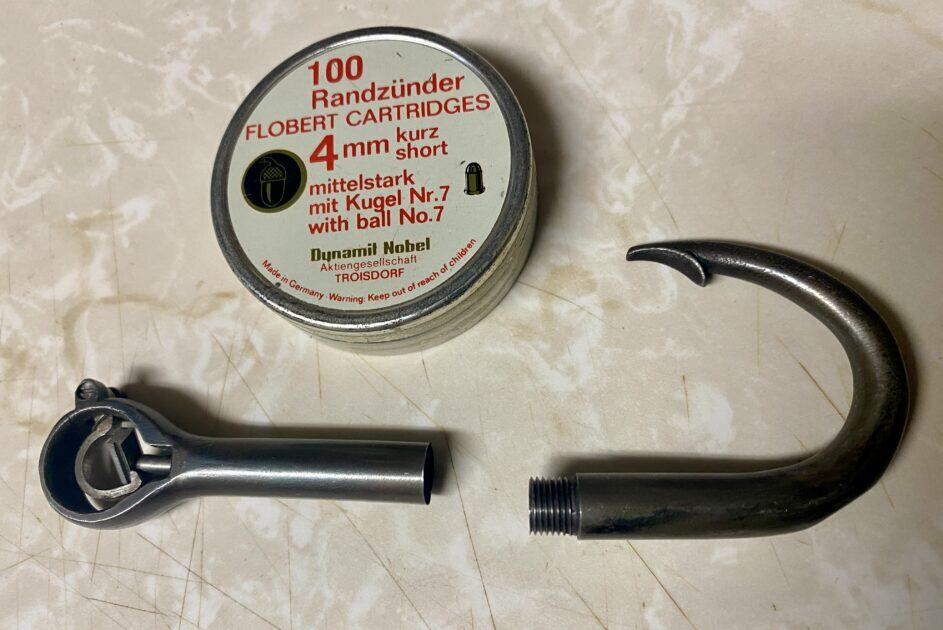 100
Randzünder
FLOBERT CARTRIDGES
4mm kurz
short
mittelstark
mit Kugel Nr.7
with ball No.7
Dynamit Nobel
Aktiengesellschaft
TROISDORF
Made in Germany · Warning: Keep out of reach of children